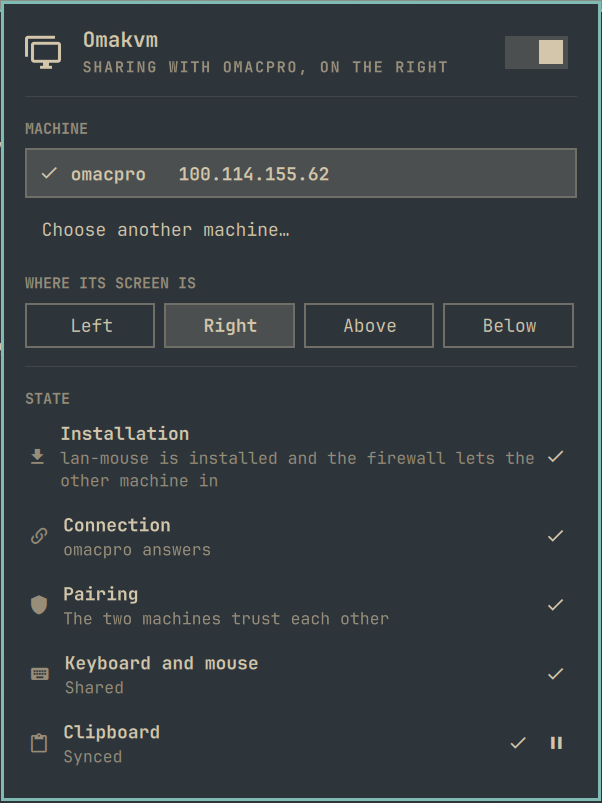 Omakvm
SHARING WITH OMACPRO, ON THE RIGHT
MACHINE
omacpro 100.114.155.62
Choose another machine…
WHERE ITS SCREEN IS
Left Right Above Below
STATE
Installation
lan-mouse is installed and the firewall lets the
other machine in
Connection
omacpro answers
Pairing
The two machines trust each other
Keyboard and mouse
Shared
Clipboard
Synced